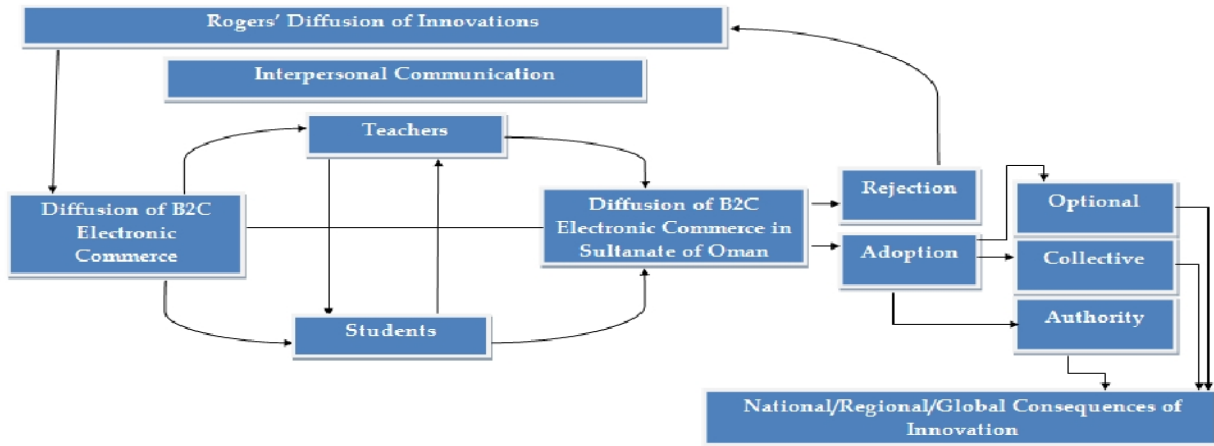 Rogers' Diffusion of Innovations
Interpersonal Communication
Teachers
Diffusion of B2C
Electronic
Commerce
Students
Diffusion of B2C
Electronic Commerce in
Sultanate of Oman
Rejection
Adoption
Optional
Collective
Authority
National/Regional/Global Consequences of
Innovation